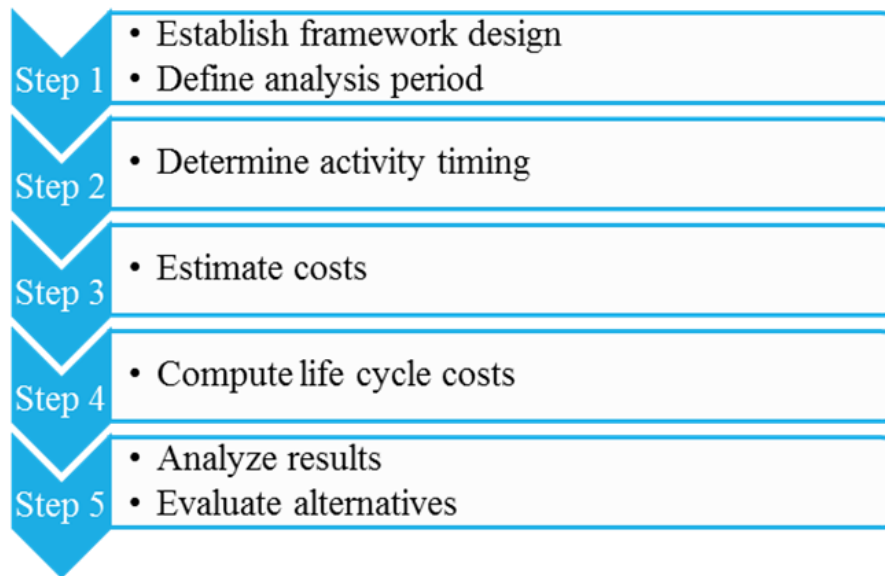 Step 1
• Establish framework design
• Define analysis period
Step 2
• Determine activity timing
Step 3
• Estimate costs
Step 4
• Compute life cycle costs
Step 5
• Analyze results
• Evaluate alternatives